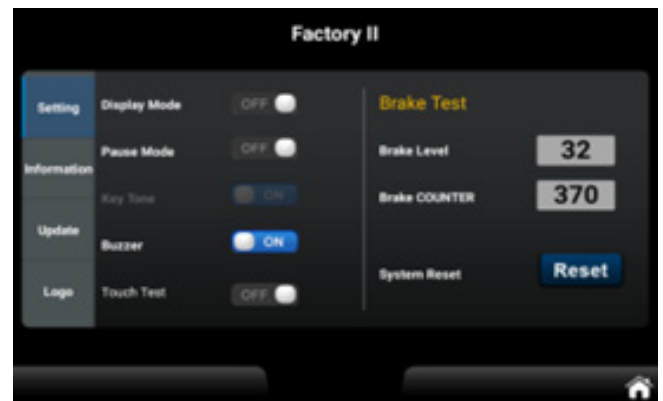 Factory II
Setting
Information
Update
Logo
Display Mode OFF
Pause Mode OFF
Key Tone ON
Buzzer ON
Touch Test OFF
Brake Test
Brake Level 32
Brake COUNTER 370
System Reset Reset